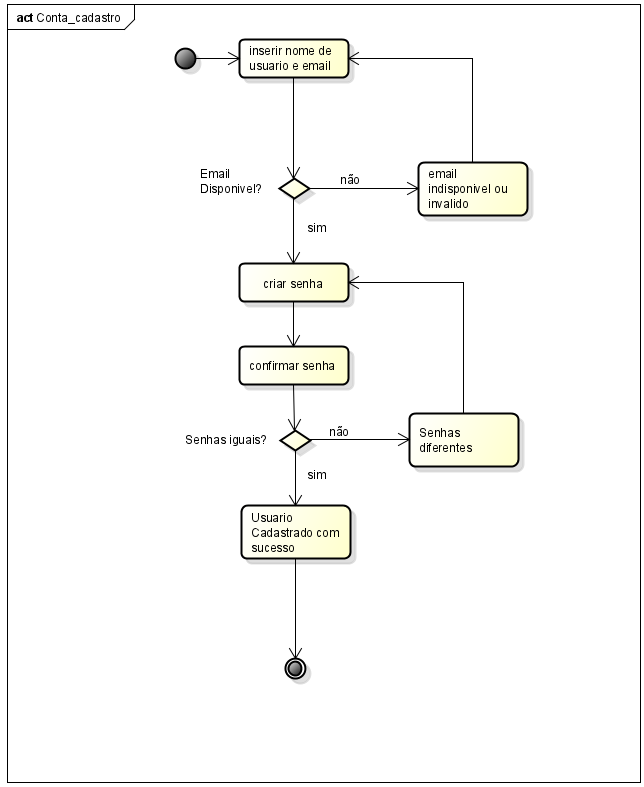 act Conta_cadastro
inserir nome de
usuario e email
Email
Disponivel?
não
email
indisponivel ou
invalido
sim
criar senha
confirmar senha
Senhas iguais?
não
Senhas
diferentes
sim
Usuario
Cadastrado com
sucesso